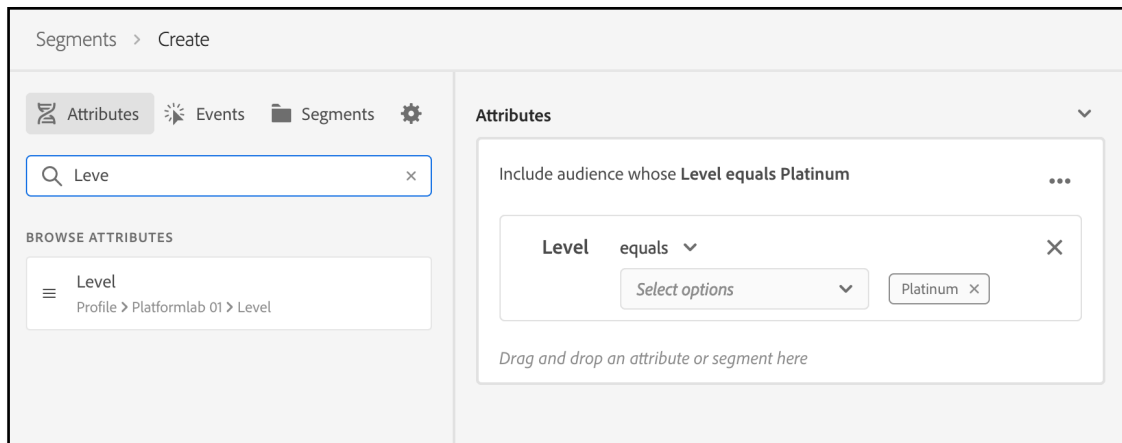 Segments > Create
Attributes Events Segments
Leve
BROWSE ATTRIBUTES
Level
Profile > Platformlab 01 > Level
Attributes
Include audience whose Level equals Platinum
Level equals
Select options Platinum
Drag and drop an attribute or segment here